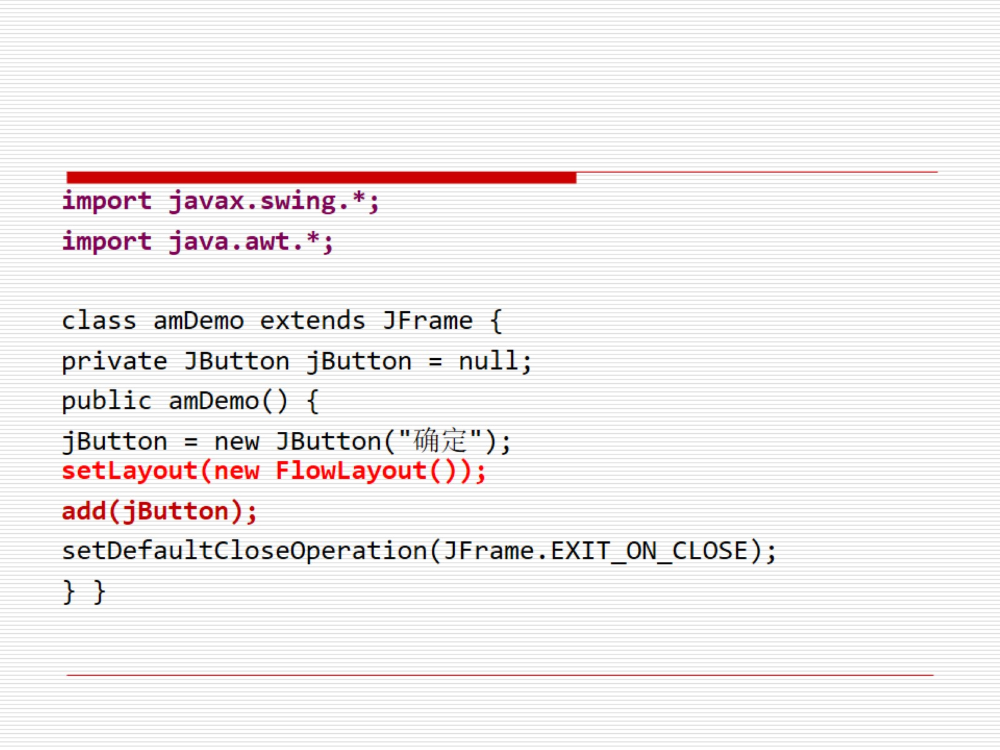 import javax.swing.*;
import java.awt.*;
class amDemo extends JFrame {
private JButton jButton = null;
public amDemo() {
jButton = new JButton("确定");
setLayout(new FlowLayout());
add(jButton);
setDefaultCloseOperation(JFrame.EXIT_ON_CLOSE);
} }